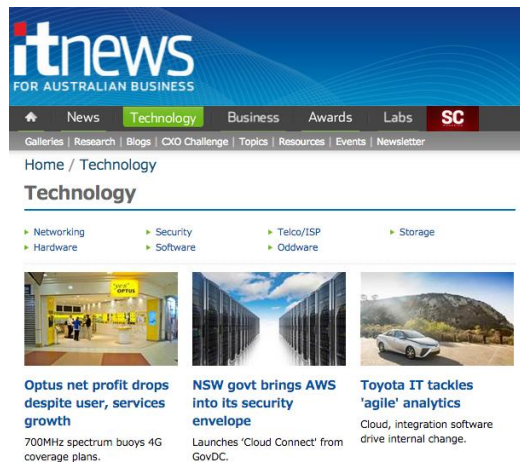 itnews
FOR AUSTRALIAN BUSINESS
News Technology Business Awards Labs SC
Galleries | Research | Blogs | CXO Challenge | Topics | Resources | Events | Newsletter
Home / Technology
Technology
Networking Security Telco/ISP Storage
Hardware Software Oddware
"yes" OPTUS
Optus net profit drops
despite user, services
growth
700MHz spectrum buoys 4G
coverage plans.
NSW govt brings AWS
into its security
envelope
Launches 'Cloud Connect' from
GovDC.
Toyota IT tackles
'agile' analytics
Cloud, integration software
drive internal change.